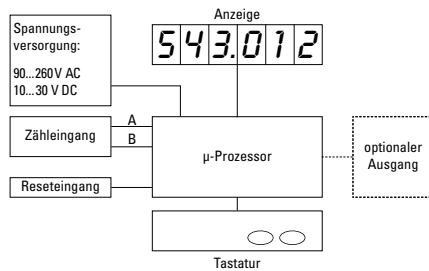 Anzeige
Spannungs-
versorgung:
90...260V AC
10...30 V DC
543.012
Zähleingang
A
B
µ-Prozessor
optionaler
Ausgang
Reseteingang
Tastatur